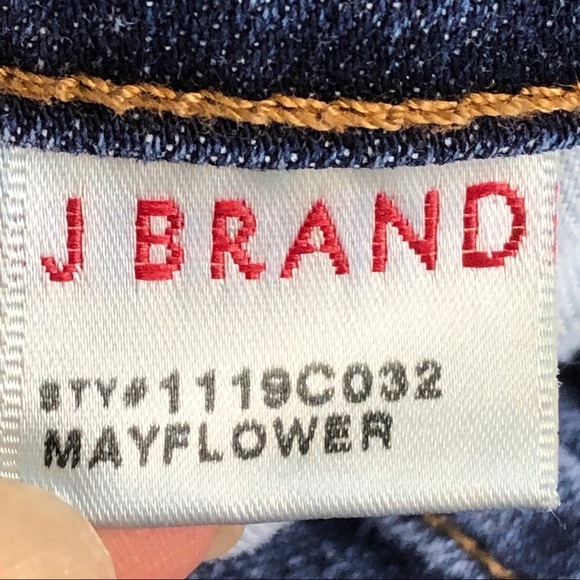 J BRAND
STY#1119C032
MAYFLOWER